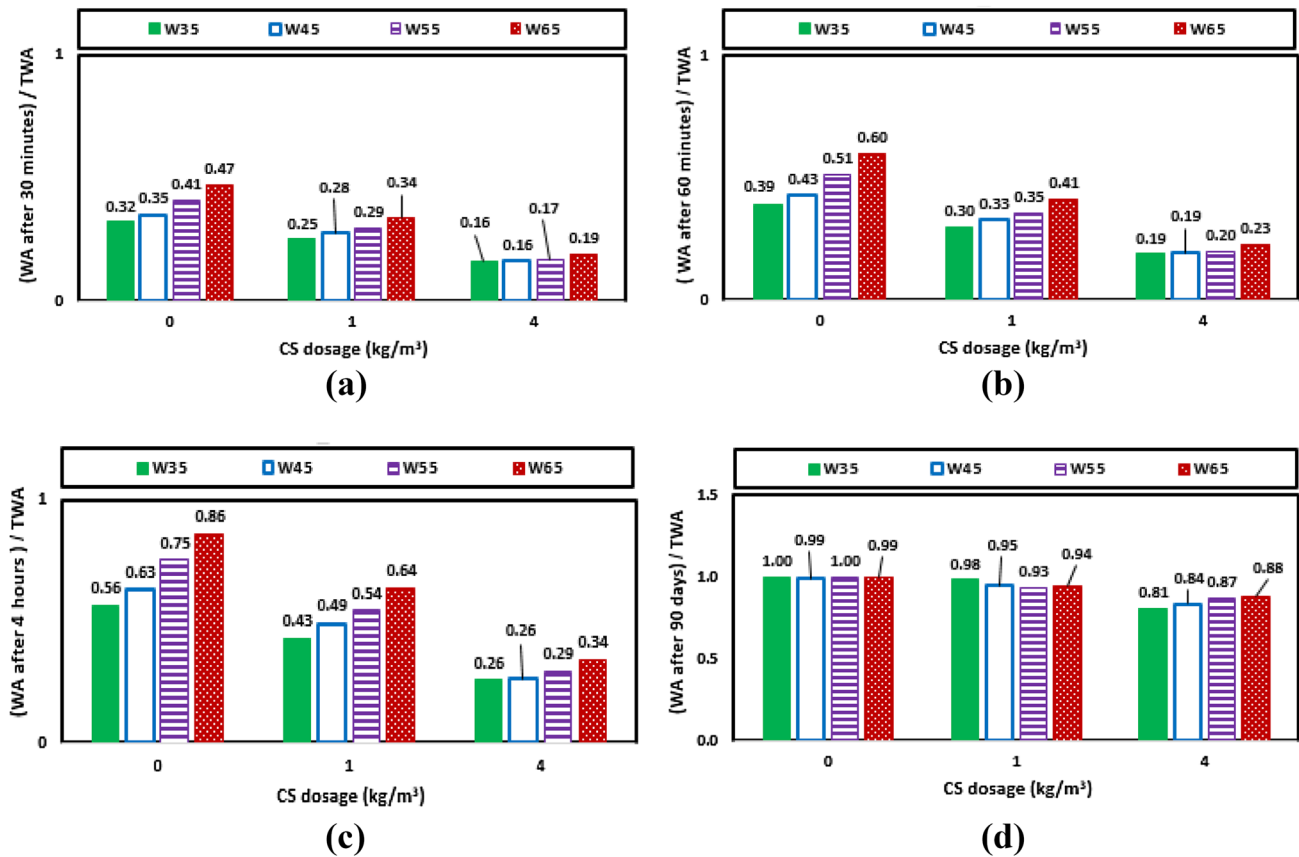 W35 W45 W55 W65
(WA after 30 minutes) / TWA
1
0.32 0.35 0.41 0.47 0.25 0.28 0.29 0.34 0.16 0.16 0.17 0.19
0
0 1 4
CS dosage (kg/m³)
(a)
W35 W45 W55 W65
( WA after 60 minutes) / TWA
1
0.39 0.43 0.51 0.60 0.30 0.33 0.35 0.41 0.19 0.19 0.20 0.23
0
0 1 4
CS dosage (kg/m³)
(b)
W35 W45 W55 W65
(WA after 4 hours ) / TWA
1
0.56 0.63 0.75 0.86 0.43 0.49 0.54 0.64 0.26 0.26 0.29 0.34
0
0 1 4
CS dosage (kg/m³)
(c)
W35 W45 W55 W65
(WA after 90 days) / TWA
1.5
1.0
0.5
0.0
1.00 0.99 1.00 0.99 0.98 0.95 0.93 0.94 0.81 0.84 0.87 0.88
0 1 4
CS dosage (kg/m³)
(d)